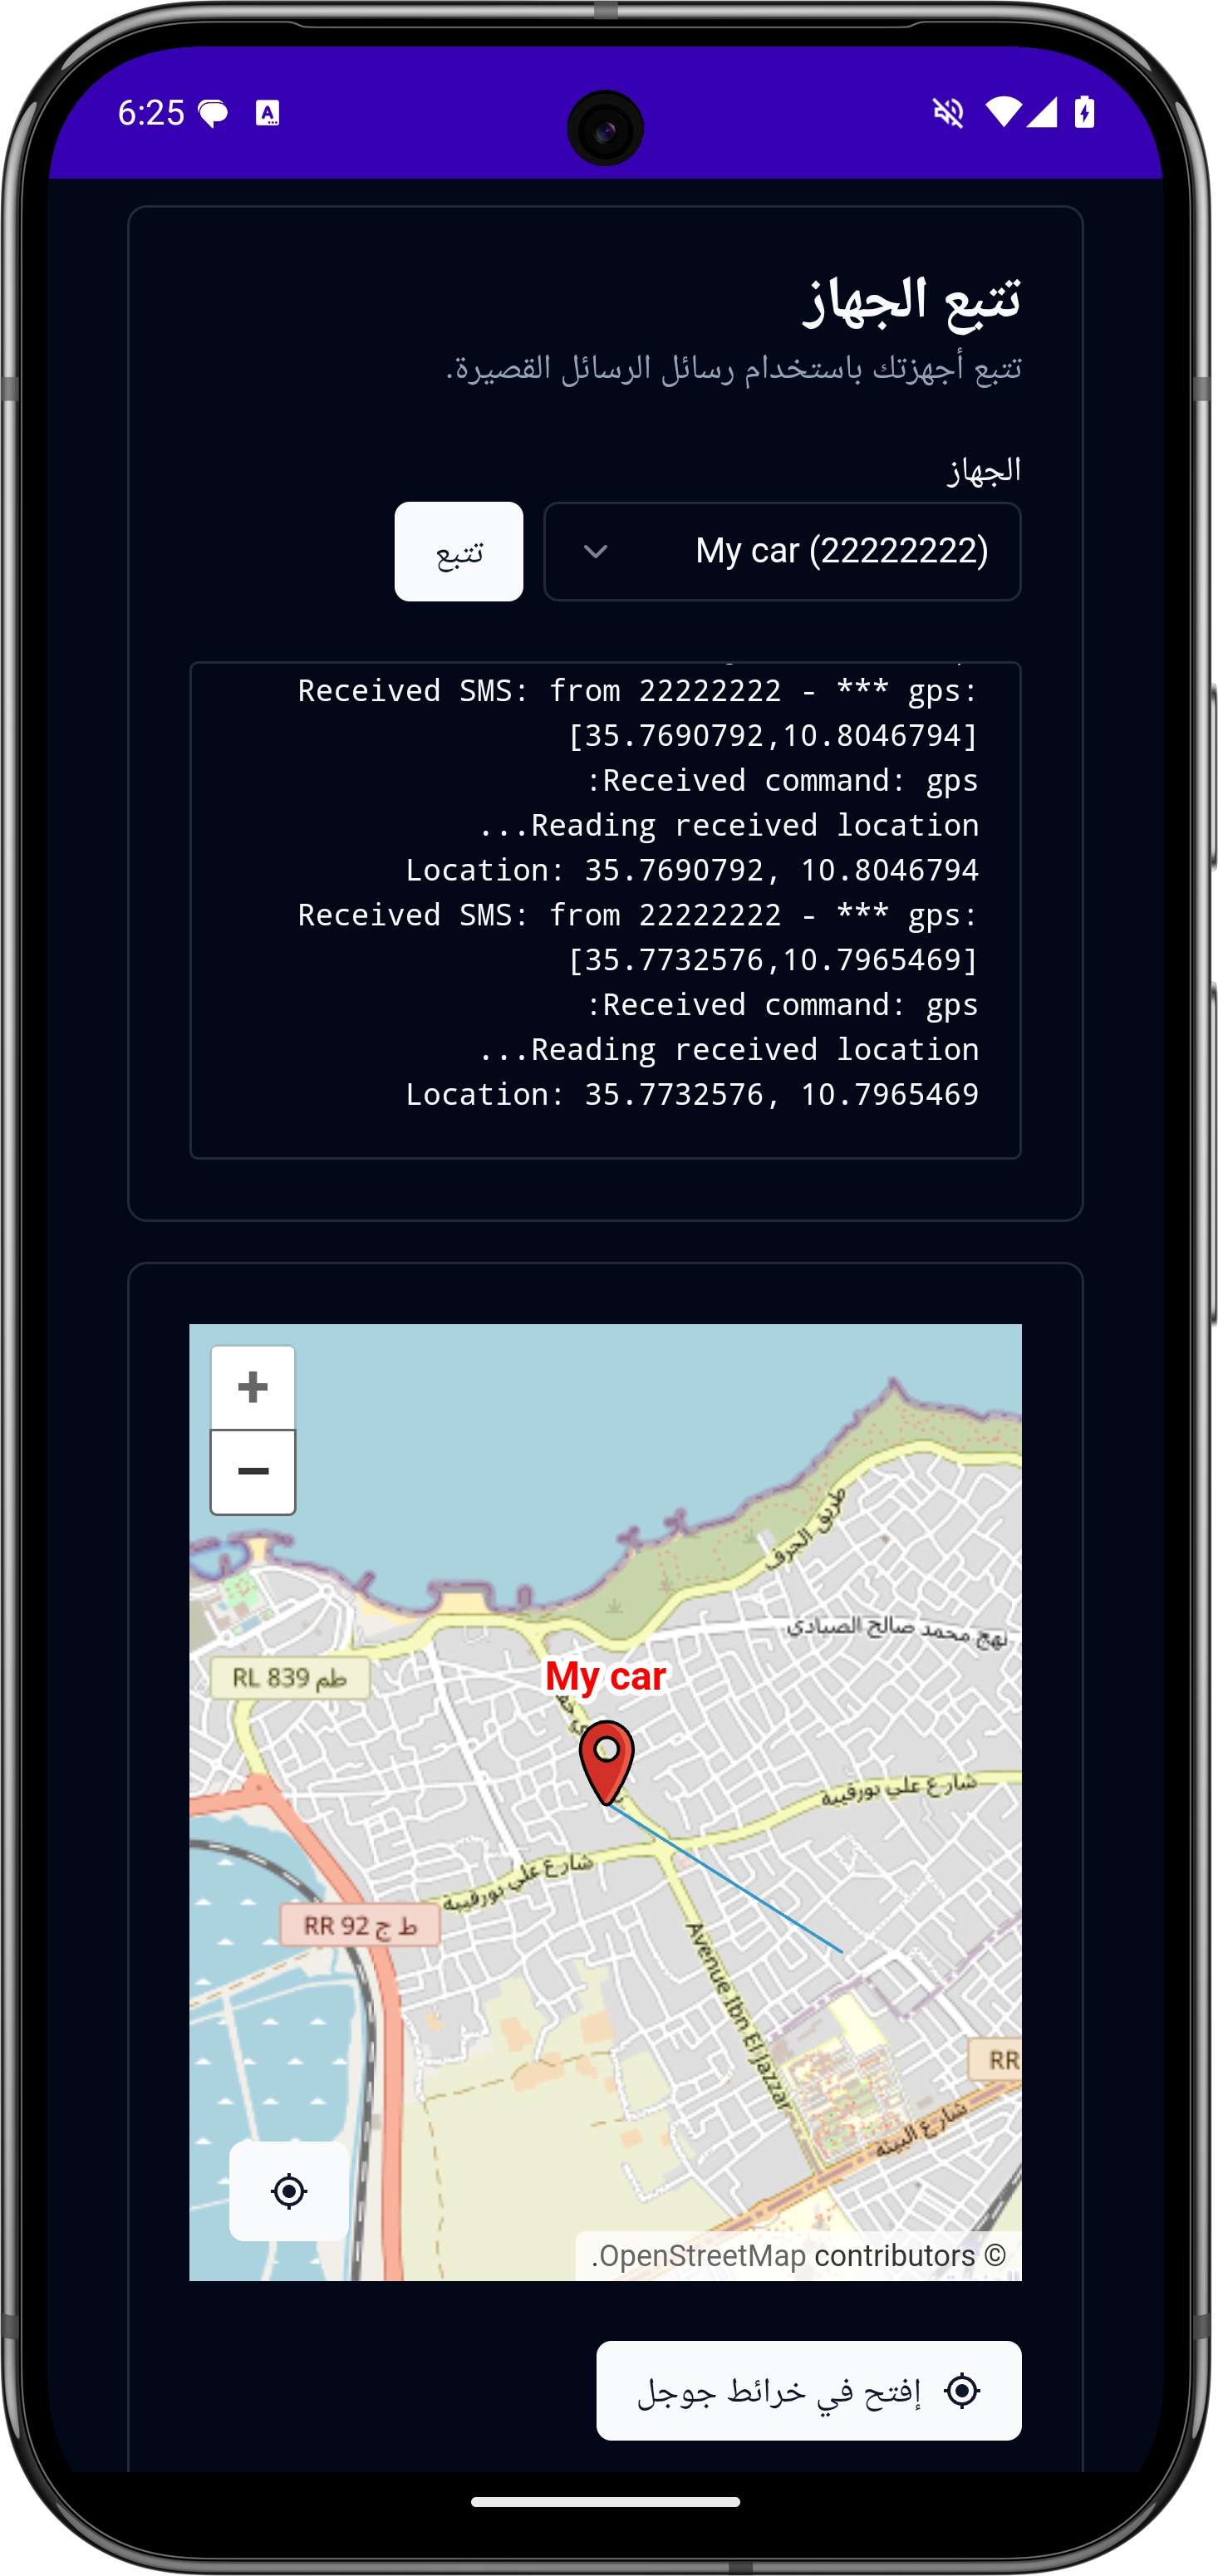 6:25
تتبع الجهاز
تتبع أجهزتك باستخدام رسائل الرسائل القصيرة.
الجهاز
My car (22222222)
تتبع
Received SMS: from 22222222 - *** gps:
[35.7690792,10.8046794]
:Received command: gps
...Reading received location
Location: 35.7690792, 10.8046794
Received SMS: from 22222222 - *** gps:
[35.7732576,10.7965469]
:Received command: gps
...Reading received location
Location: 35.7732576, 10.7965469
+
−
طريق الجرف
نهج محمد صالح الصيادي
RL 839 طم
My car
شارع علي بورقيبة
شارع علي بورقيبة
RR 92 ط ج
Avenue Ibn El Jazzar
RR
شارع البيئة
.OpenStreetMap contributors ©
إفتح في خرائط جوجل